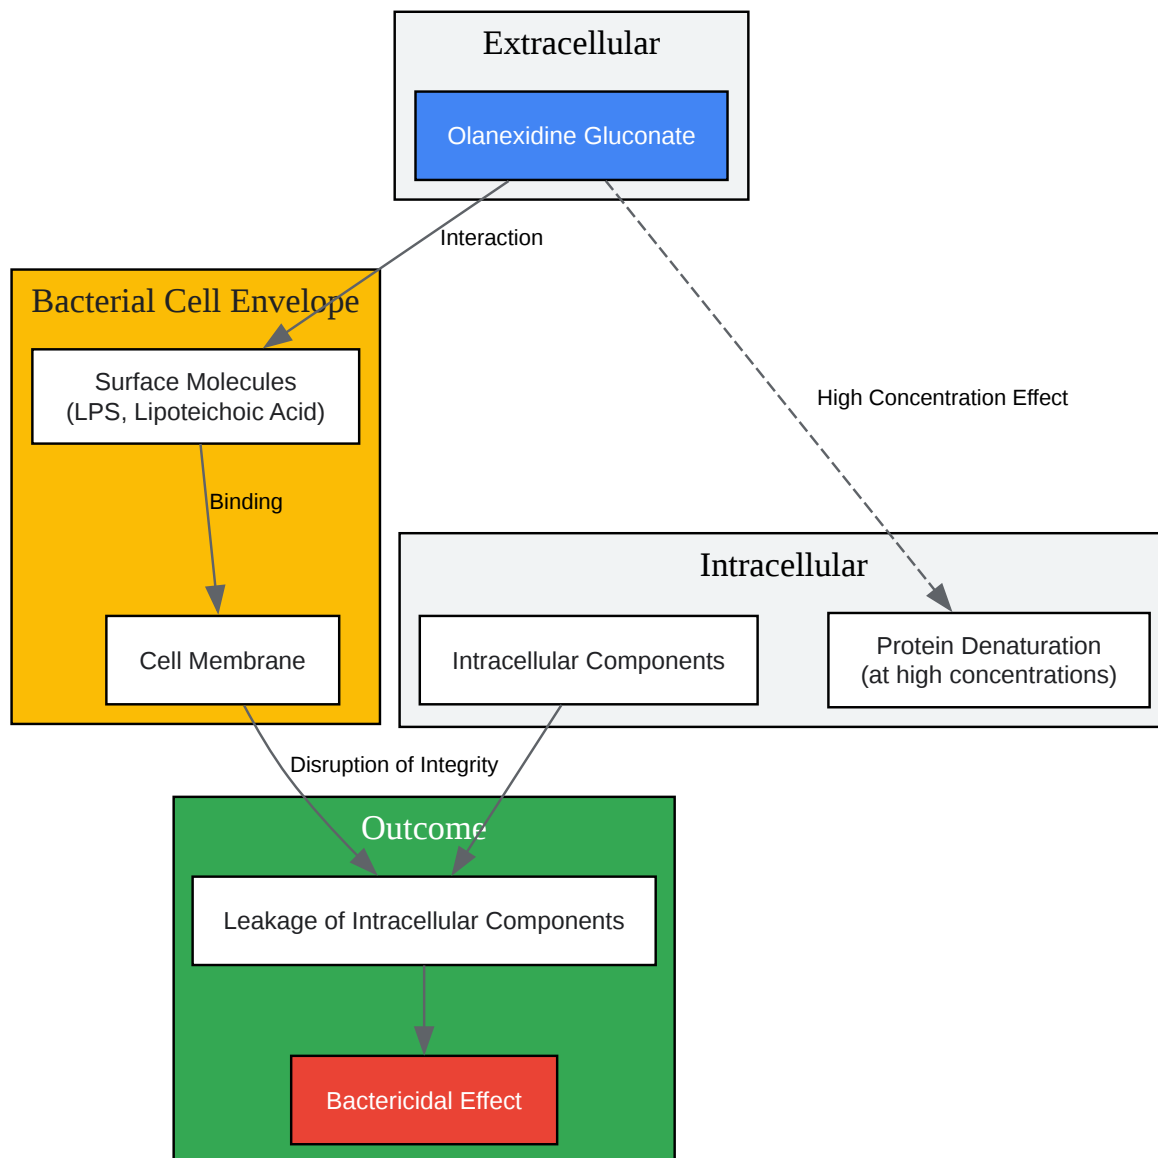 Extracellular
Olanexidine Gluconate
Interaction
Bacterial Cell Envelope
Surface Molecules
(LPS, Lipoteichoic Acid)
High Concentration Effect
Binding
Intracellular
Cell Membrane
Intracellular Components
Protein Denaturation
(at high concentrations)
Disruption of Integrity
Outcome
Leakage of Intracellular Components
Bactericidal Effect